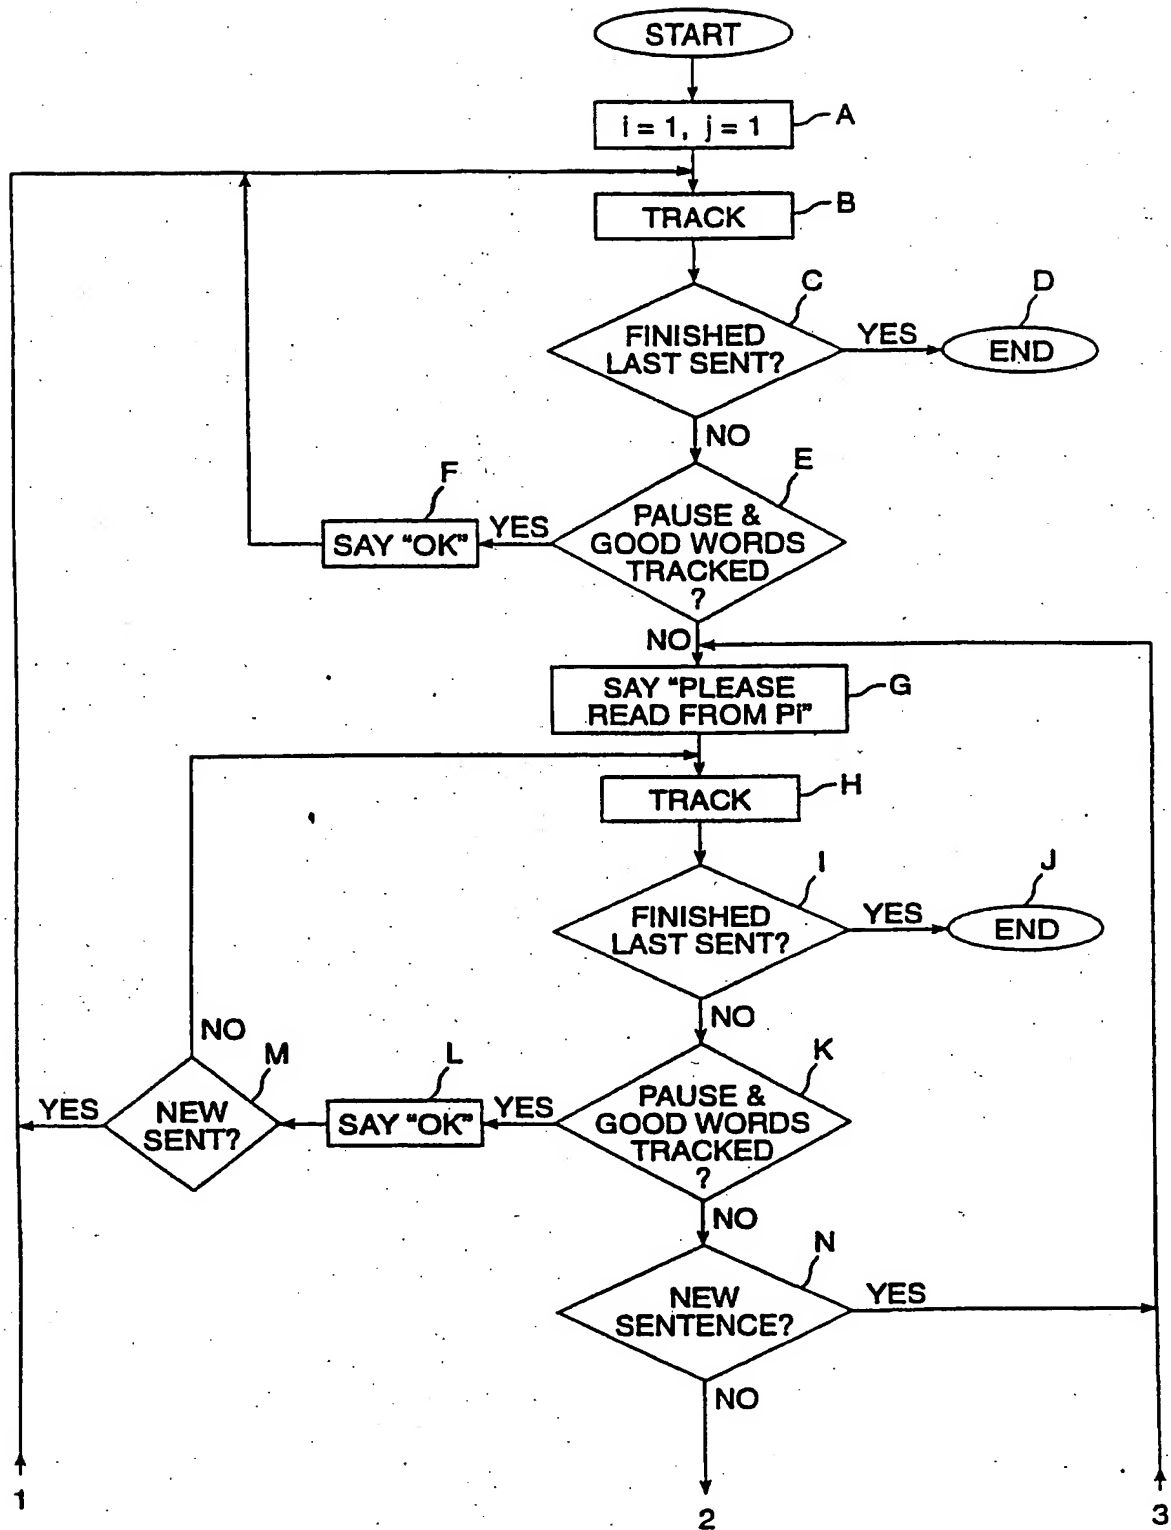 START
i = 1, j = 1
A
TRACK
B
C
D
FINISHED
LAST SENT?
YES
END
NO
E
F
PAUSE &
GOOD WORDS
TRACKED
?
YES
SAY "OK"
NO
SAY "PLEASE
READ FROM Pi"
G
TRACK
H
I
J
FINISHED
LAST SENT?
YES
END
NO
NO
K
L
M
PAUSE &
GOOD WORDS
TRACKED
?
YES
SAY "OK"
NEW
SENT?
YES
NO
N
NEW
SENTENCE?
YES
NO
1
2
3